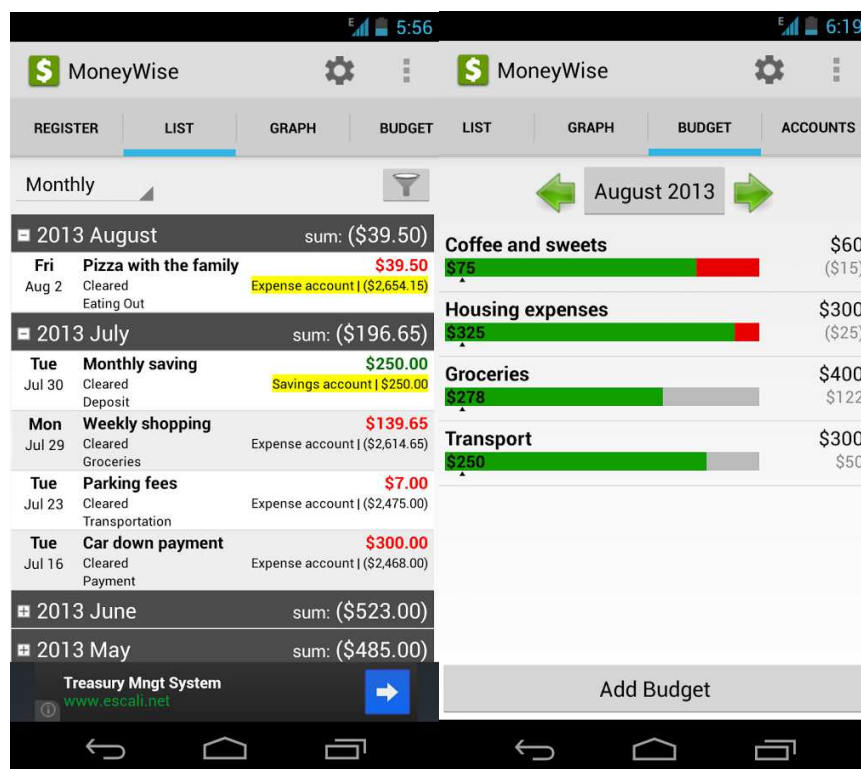 E 5:56
MoneyWise
REGISTER LIST GRAPH BUDGET
Monthly
2013 August sum: ($39.50)
Fri Pizza with the family $39.50
Aug 2 Cleared Expense account | ($2,654.15)
Eating Out
2013 July sum: ($196.65)
Tue Monthly saving $250.00
Jul 30 Cleared Savings account | $250.00
Deposit
Mon Weekly shopping $139.65
Jul 29 Cleared Expense account | ($2,614.65)
Groceries
Tue Parking fees $7.00
Jul 23 Cleared Expense account | ($2,475.00)
Transportation
Tue Car down payment $300.00
Jul 16 Cleared Expense account | ($2,468.00)
Payment
2013 June sum: ($523.00)
2013 May sum: ($485.00)
Treasury Mngt System
www.escali.net
E 6:19
MoneyWise
LIST GRAPH BUDGET ACCOUNTS
August 2013
Coffee and sweets $60
$75 ($15)
Housing expenses $300
$325 ($25)
Groceries $400
$278 $122
Transport $300
$250 $50
Add Budget